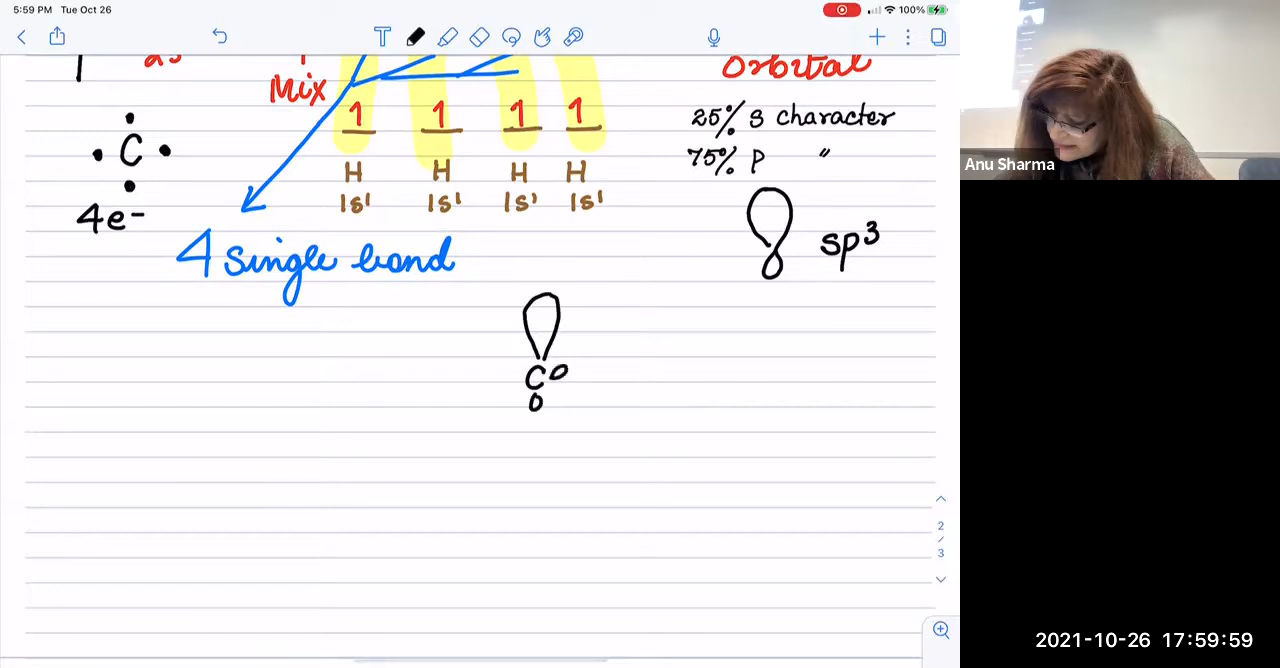 5:59 PM Tue Oct 26
100%
Orbital
Mix
1 1 1 1
25% s character
C
75% p "
H H H H
1s¹ 1s¹ 1s¹ 1s¹
4e-
Anu Sharma
4 single bond
sp³
C
2
3
2021-10-26 17:59:59